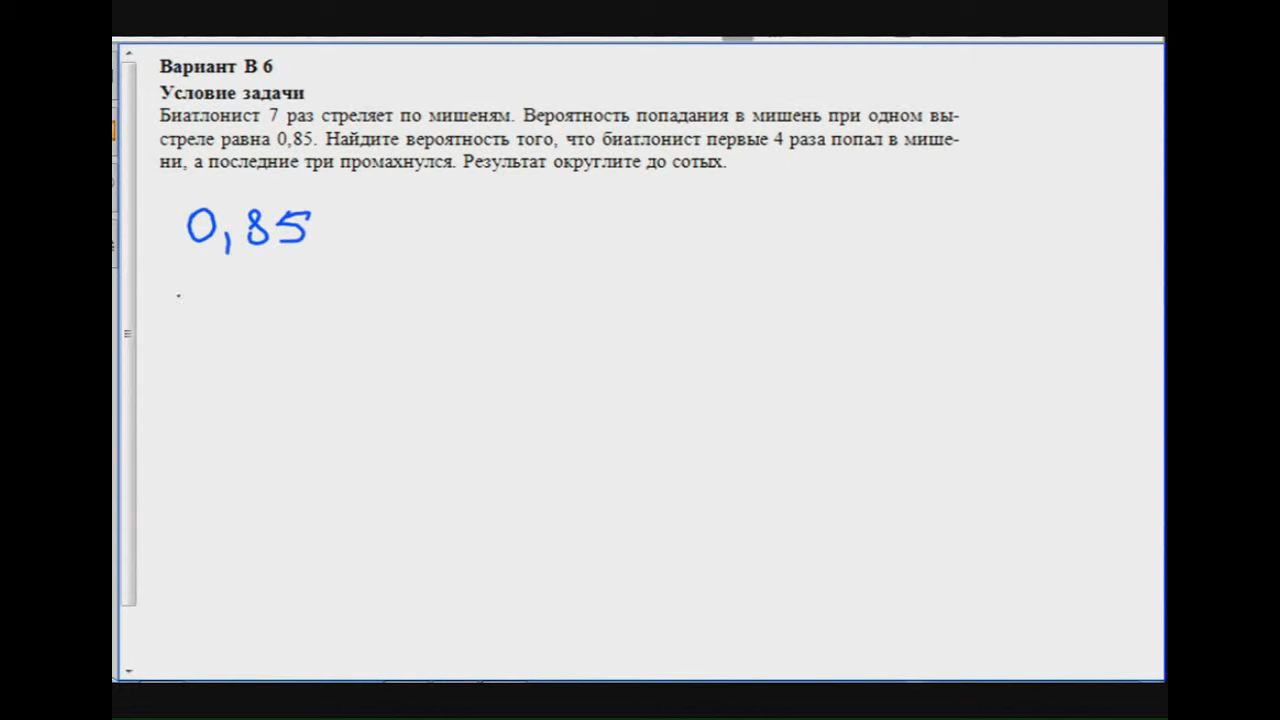 Вариант В 6
Условие задачи
Биатлонист 7 раз стреляет по мишеням. Вероятность попадания в мишень при одном вы-
стреле равна 0,85. Найдите вероятность того, что биатлонист первые 4 раза попал в мише-
ни, а последние три промахнулся. Результат округлите до сотых.
0,85